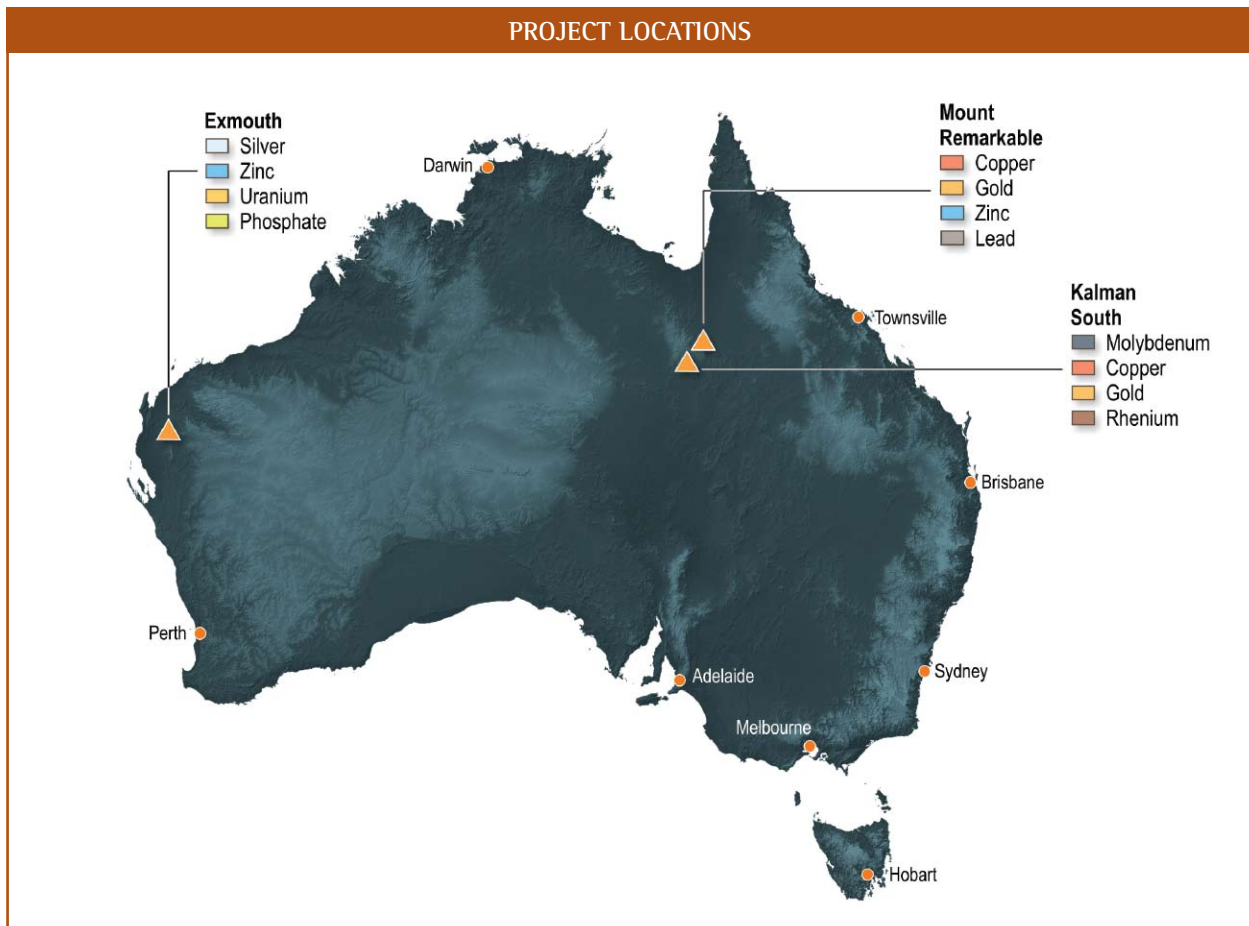 PROJECT LOCATIONS
Exmouth
Silver
Zinc
Uranium
Phosphate
Darwin
Mount
Remarkable
Copper
Gold
Zinc
Lead
Kalman
South
Molybdenum
Copper
Gold
Rhenium
Townsville
Brisbane
Perth
Adelaide
Sydney
Melbourne
Hobart